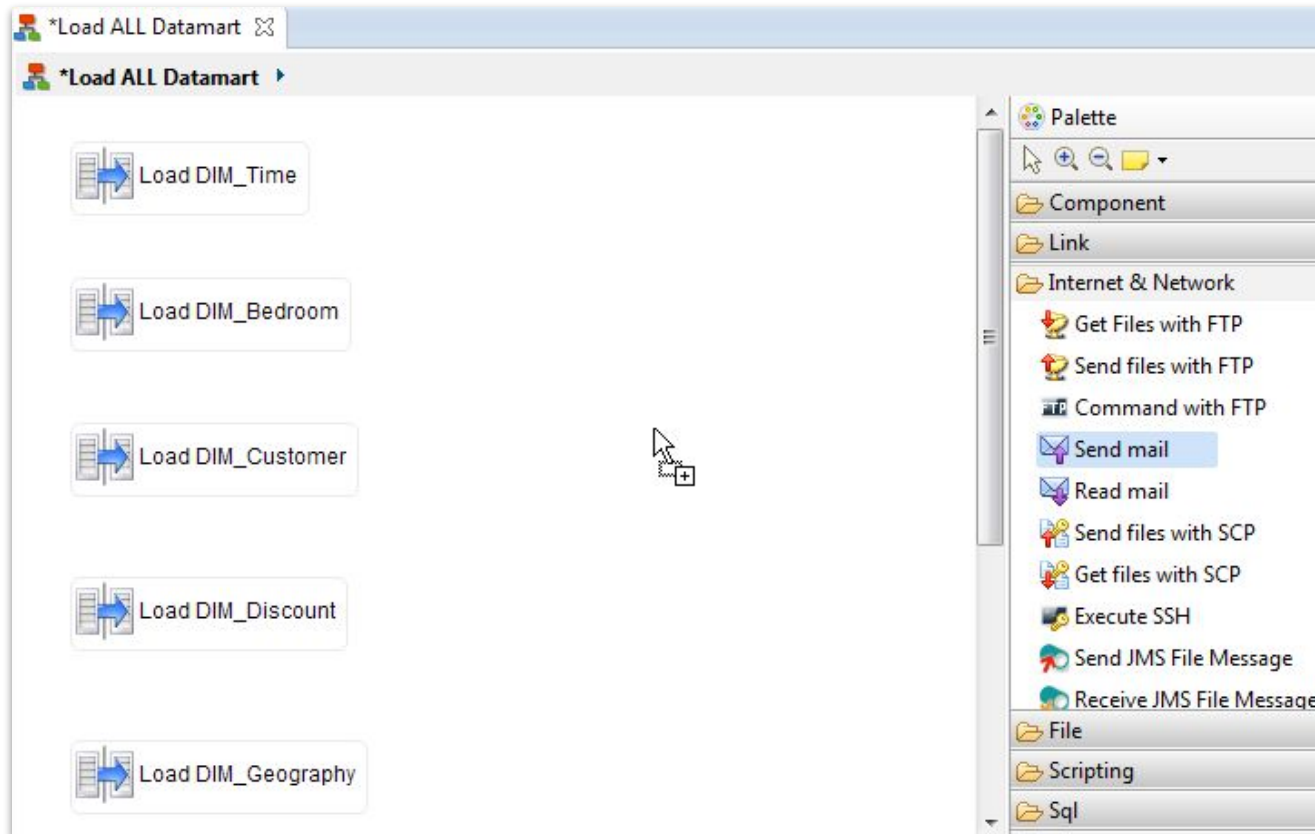 *Load ALL Datamart
*Load ALL Datamart
Load DIM_Time
Load DIM_Bedroom
Load DIM_Customer
Load DIM_Discount
Load DIM_Geography
Palette
Component
Link
Internet & Network
Get Files with FTP
Send files with FTP
FTP Command with FTP
Send mail
Read mail
Send files with SCP
Get files with SCP
Execute SSH
Send JMS File Message
Receive JMS File Message
File
Scripting
Sql